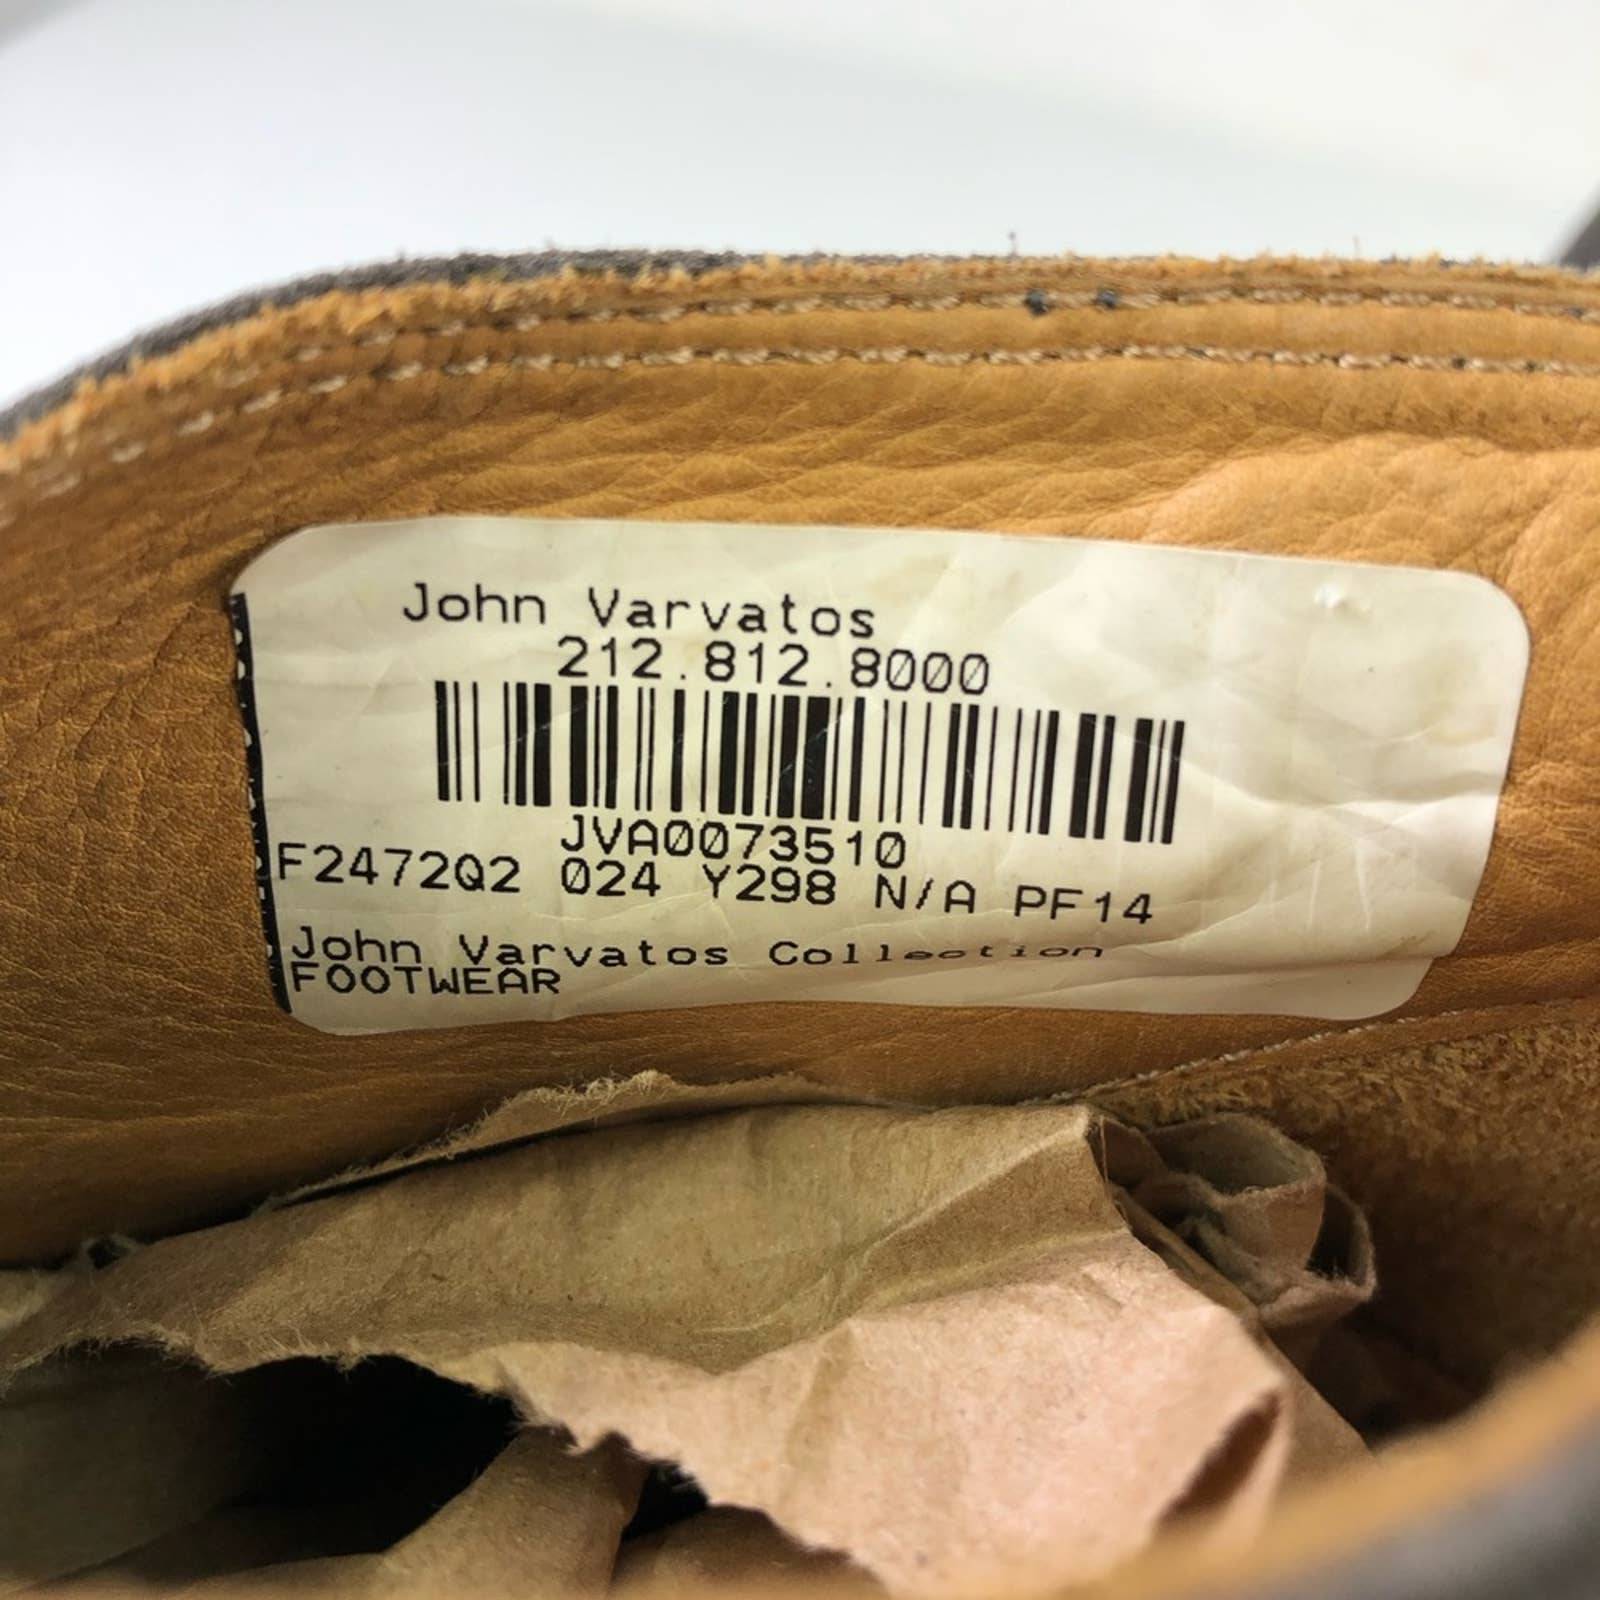 John Varvatos
212.812.8000
JVA0073510
F2472Q2 024 Y298 N/A PF14
John Varvatos Collection
FOOTWEAR